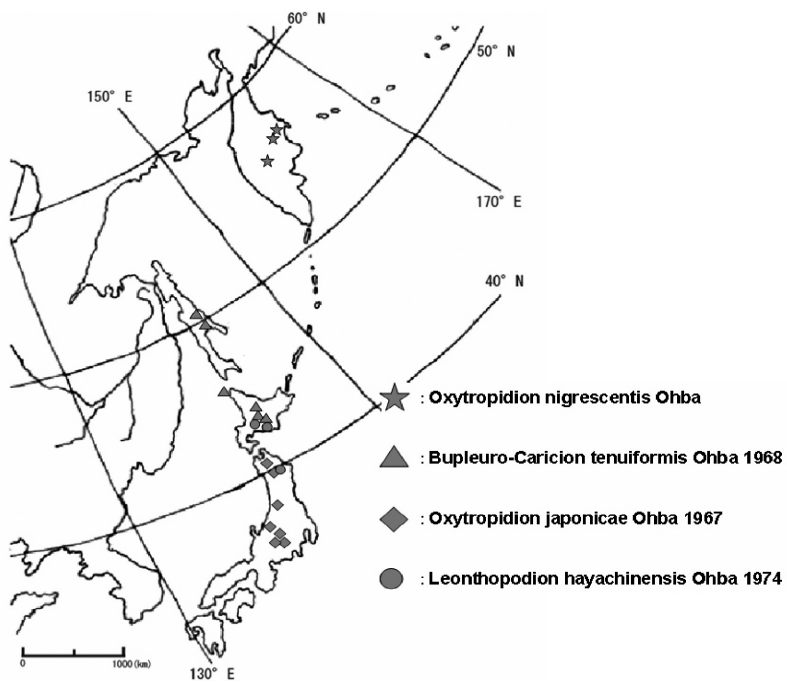 60° N
50° N
150° E
170° E
40° N
: Oxytropidion nigrescentis Ohba
: Bupleuro-Caricion tenuiformis Ohba 1968
: Oxytropidion japonicae Ohba 1967
: Leonthopodion hayachinensis Ohba 1974
0 1000 (km)
130° E